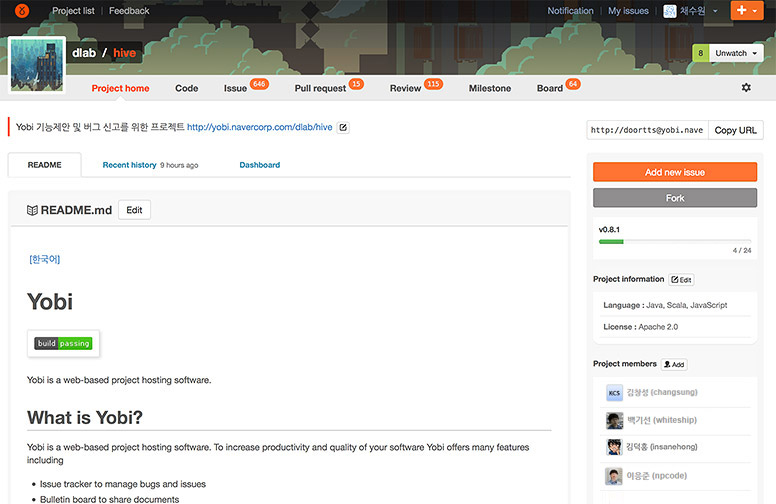 Project list | Feedback
Notification | My issues | 채수원
dlab / hive
8 Unwatch
Project home Code Issue 646 Pull request 15 Review 115 Milestone Board 64
Yobi 기능제안 및 버그 신고를 위한 프로젝트 http://yobi.navercorp.com/dlab/hive
http://doortts@yobi.nave Copy URL
README Recent history 9 hours ago Dashboard
Add new issue
Fork
README.md Edit
v0.8.1
4 / 24
[한국어]
Project information Edit
Yobi
Language : Java, Scala, JavaScript
License : Apache 2.0
build passing
Project members Add
Yobi is a web-based project hosting software.
KCS 김창성 (changsung)
What is Yobi?
백기선 (whiteship)
Yobi is a web-based project hosting software. To increase productivity and quality of your software Yobi offers many features
including
김덕홍 (insanehong)
이응준 (npcode)
• Issue tracker to manage bugs and issues
• Bulletin board to share documents